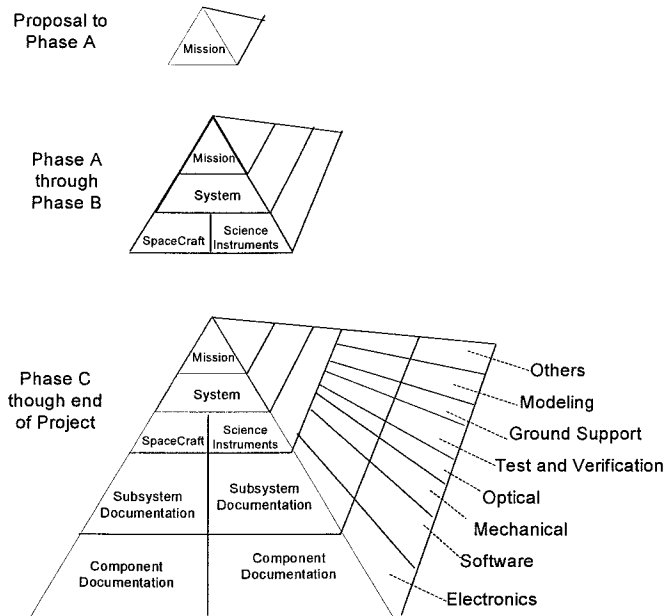 Proposal to
Phase A
Mission
Phase A
through
Phase B
Mission
System
SpaceCraft
Science
Instruments
Phase C
though end
of Project
Mission
System
SpaceCraft
Science
Instruments
Subsystem
Documentation
Subsystem
Documentation
Component
Documentation
Component
Documentation
Others
Modeling
Ground Support
Test and Verification
Optical
Mechanical
Software
Electronics